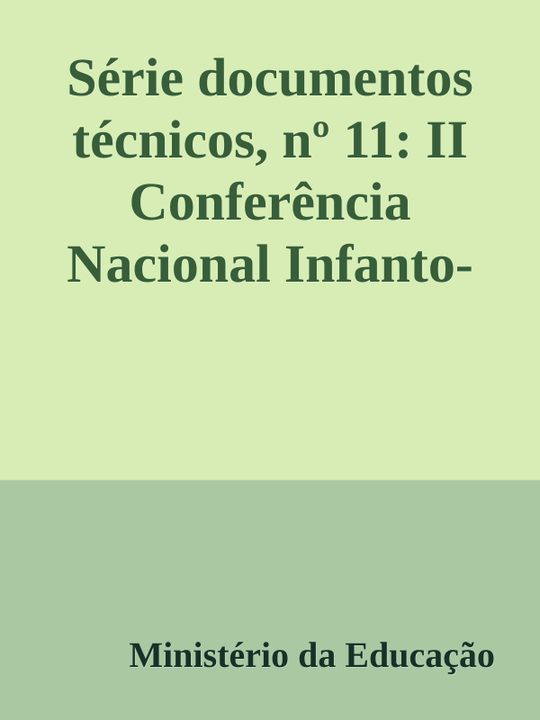 Série documentos
técnicos, nº 11: II
Conferência
Nacional Infanto-
Ministério da Educação